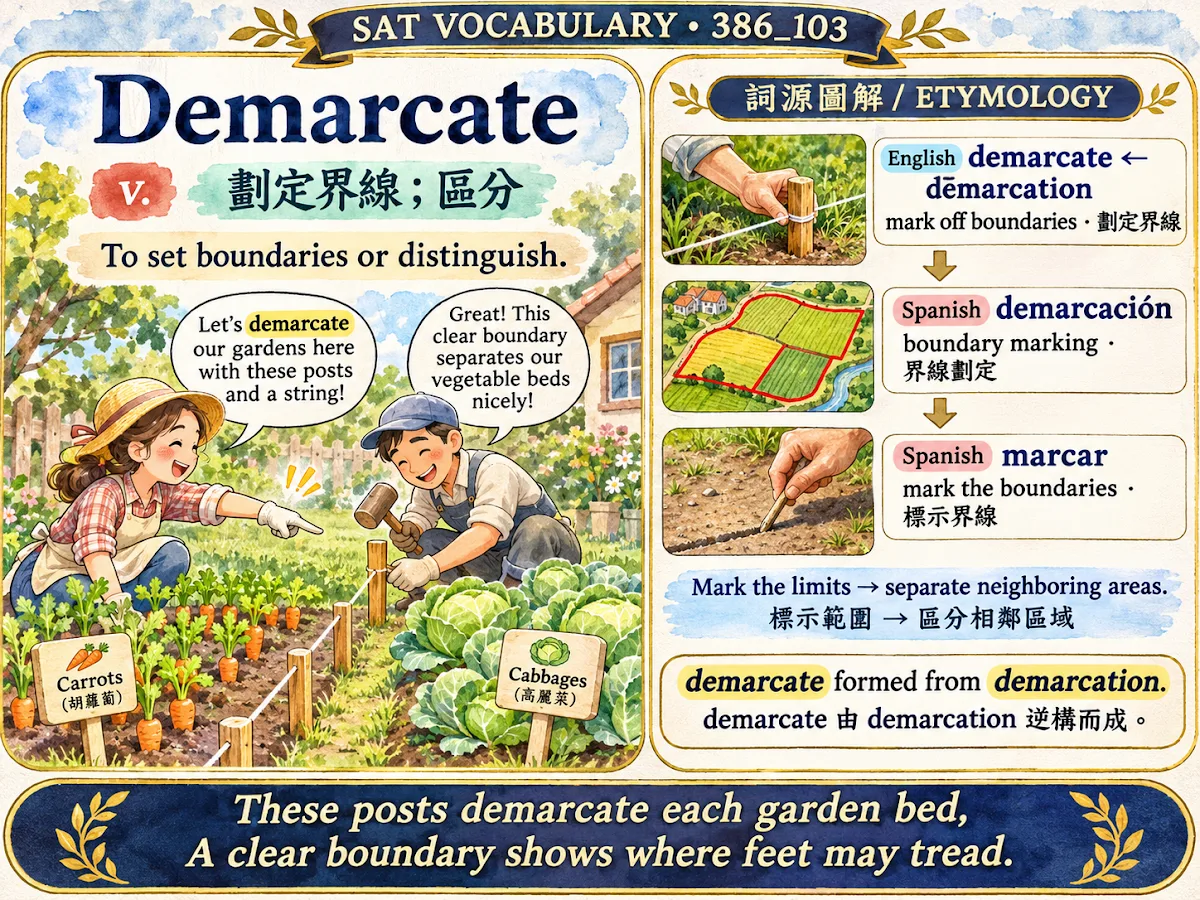 SAT VOCABULARY • 386_103
Demarcate
v.
劃定界線；區分
To set boundaries or distinguish.
Let's demarcate
our gardens here
with these posts
and a string!
Great! This
clear boundary
separates our
vegetable beds
nicely!
Carrots
(胡蘿蔔)
Cabbages
(高麗菜)
詞源圖解 / ETYMOLOGY
English demarcate ←
dēmarcation
mark off boundaries · 劃定界線
Spanish demarcación
boundary marking ·
界線劃定
Spanish marcar
mark the boundaries ·
標示界線
Mark the limits → separate neighboring areas.
標示範圍 → 區分相鄰區域
demarcate formed from demarcation.
demarcate 由 demarcation 逆構而成。
These posts demarcate each garden bed,
A clear boundary shows where feet may tread.